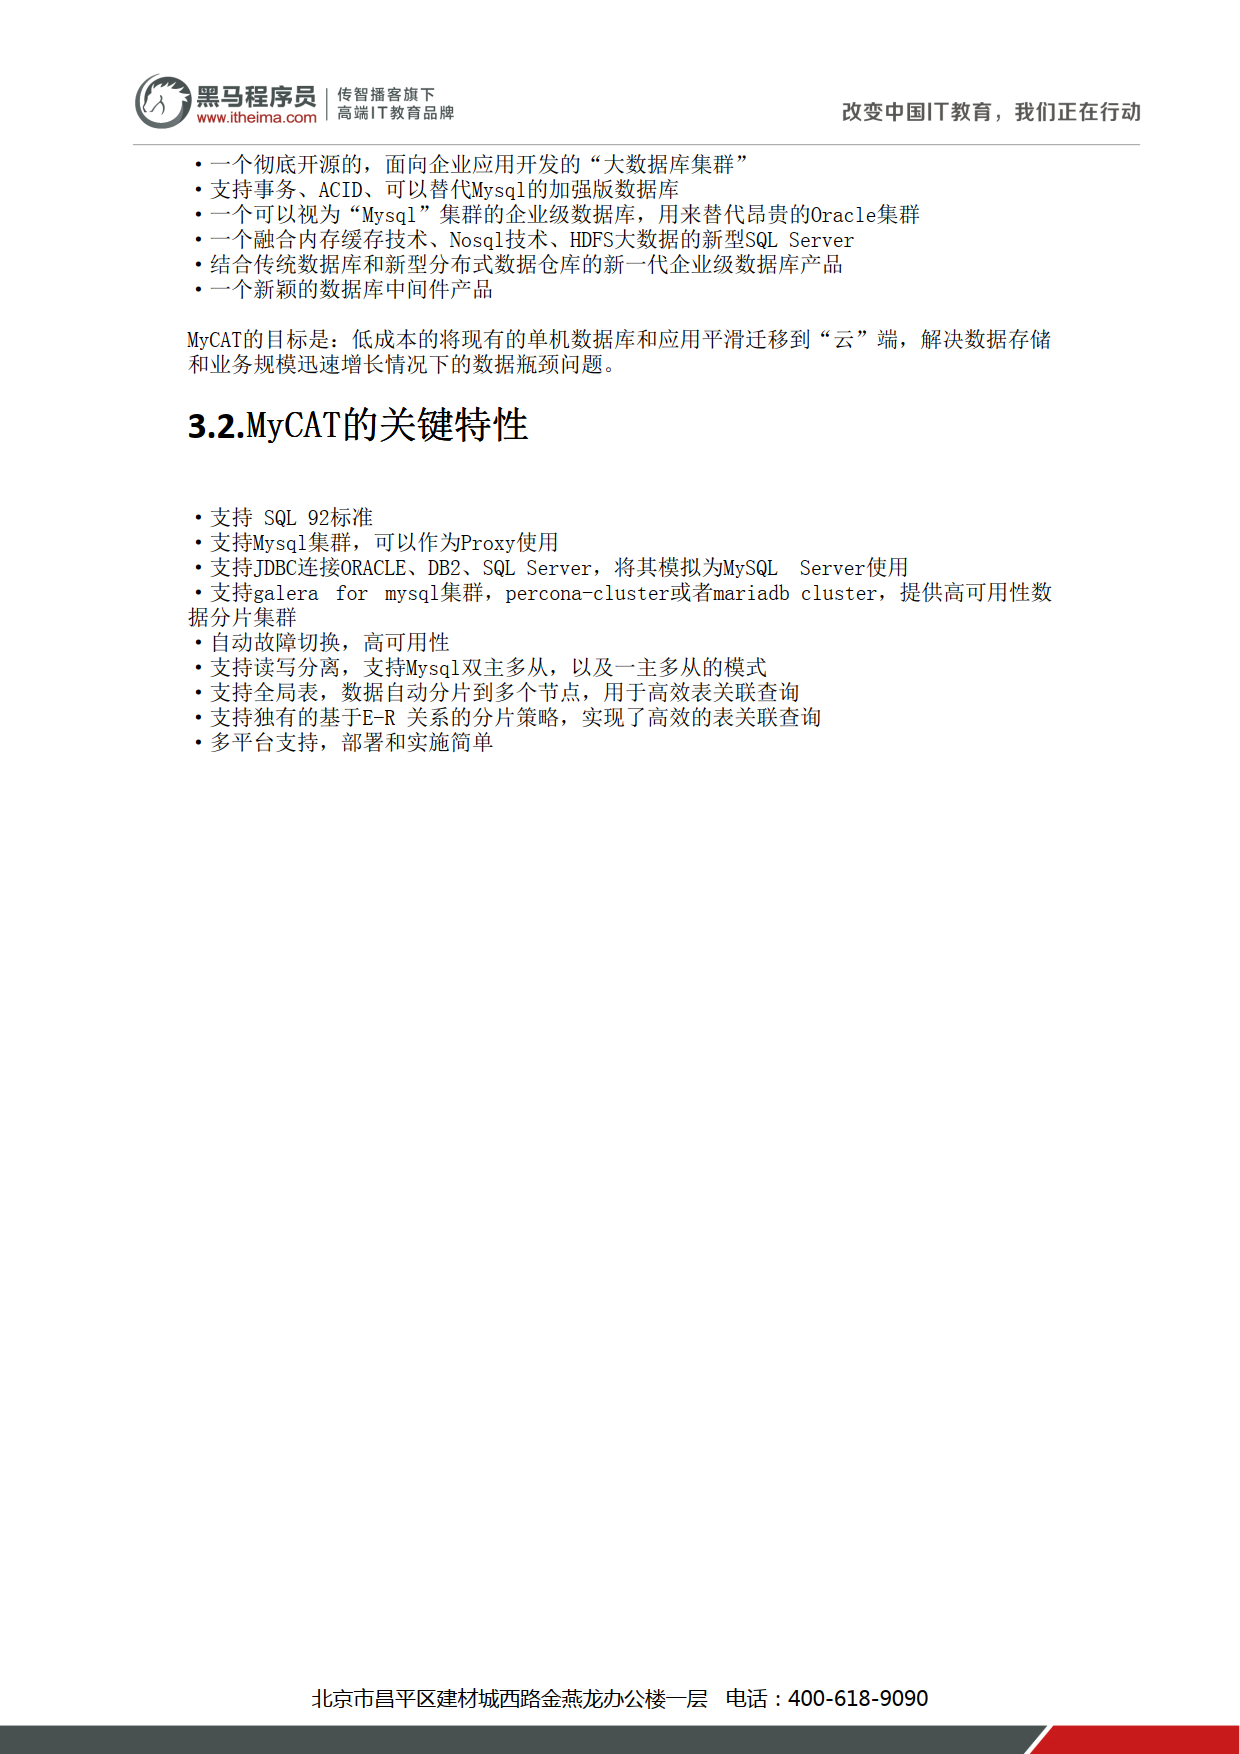 黑马程序员
www.itheima.com
传智播客旗下
高端IT教育品牌
改变中国IT教育，我们正在行动
·一个彻底开源的，面向企业应用开发的“大数据库集群”
·支持事务、ACID、可以替代Mysql的加强版数据库
·一个可以视为“Mysql”集群的企业级数据库，用来替代昂贵的Oracle集群
·一个融合内存缓存技术、Nosql技术、HDFS大数据的新型SQL Server
·结合传统数据库和新型分布式数据仓库的新一代企业级数据库产品
·一个新颖的数据库中间件产品
MyCAT的目标是：低成本的将现有的单机数据库和应用平滑迁移到“云”端，解决数据存储
和业务规模迅速增长情况下的数据瓶颈问题。
3.2.MyCAT的关键特性
·支持 SQL 92标准
·支持Mysql集群，可以作为Proxy使用
·支持JDBC连接ORACLE、DB2、SQL Server，将其模拟为MySQL Server使用
·支持galera for mysql集群，percona-cluster或者mariadb cluster，提供高可用性数
据分片集群
·自动故障切换，高可用性
·支持读写分离，支持Mysql双主多从，以及一主多从的模式
·支持全局表，数据自动分片到多个节点，用于高效表关联查询
·支持独有的基于E-R 关系的分片策略，实现了高效的表关联查询
·多平台支持，部署和实施简单
北京市昌平区建材城西路金燕龙办公楼一层 电话：400-618-9090